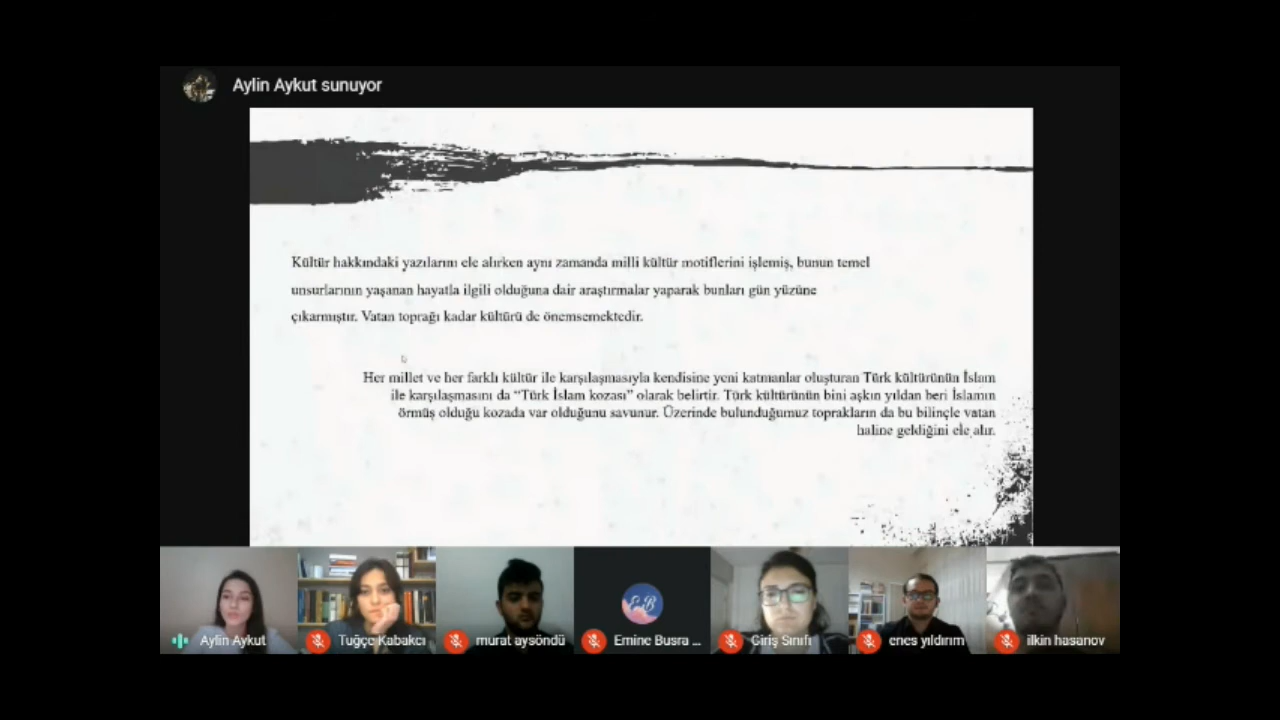 Aylin Aykut sunuyor
Kültür hakkındaki yazılarını ele alırken aynı zamanda milli kültür motiflerini işlemiş, bunun temel
unsurlarının yaşanan hayatla ilgili olduğuna dair araştırmalar yaparak bunları gün yüzüne
çıkarmıştır. Vatan toprağı kadar kültürü de önemsemektedir.
Her millet ve her farklı kültür ile karşılaşmasıyla kendisine yeni katmanlar oluşturan Türk kültürünün İslam
ile karşılaşmasını da “Türk İslam kozası” olarak belirtir. Türk kültürünün bini aşkın yıldan beri İslamın
örmüş olduğu kozada var olduğunu savunur. Üzerinde bulunduğumuz toprakların da bu bilinçle vatan
haline geldiğini ele alır.
EB
Aylin Aykut
Tuğçe Kabakcı
murat aysöndü
Emine Busra ...
Giriş Sınıfı
enes yıldırım
ilkin hasanov